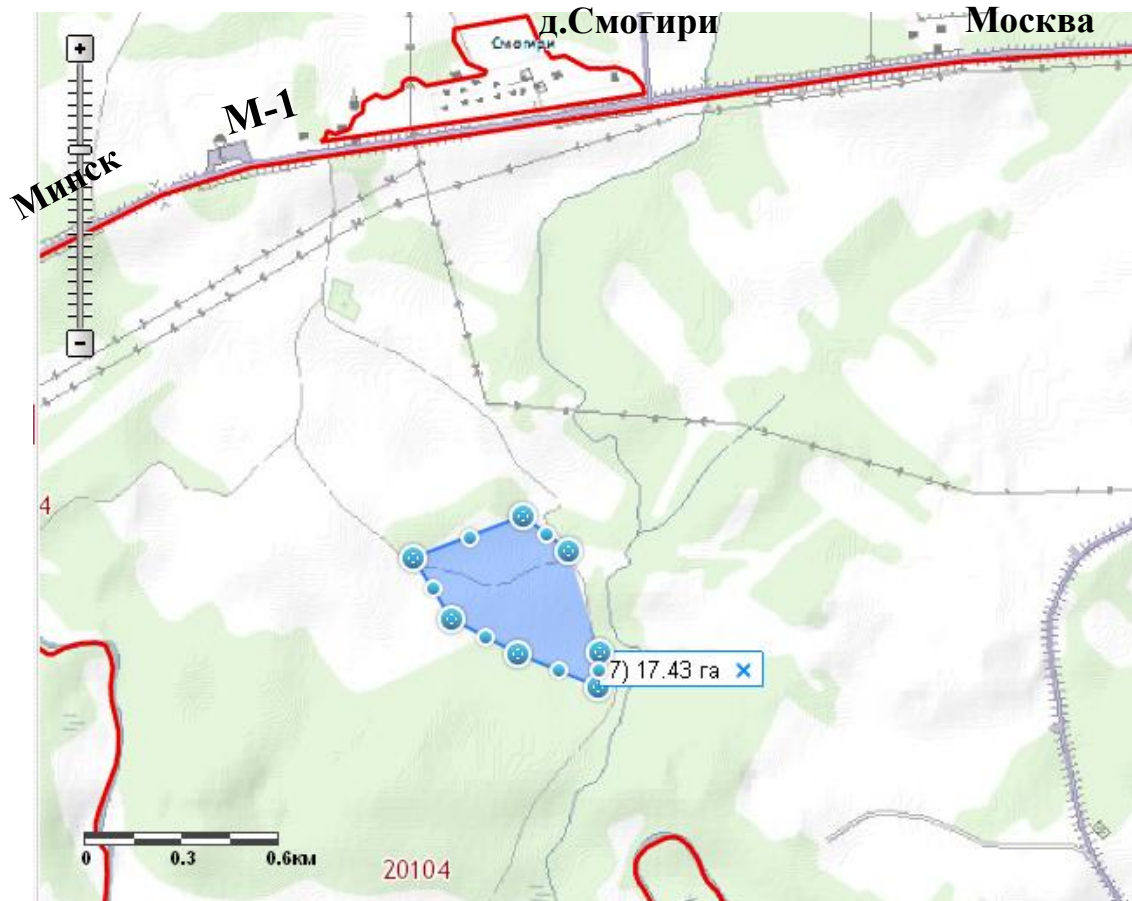 д.Смогири
Москва
Смогири
М-1
Минск
4
7) 17.43 га
0 0.3 0.6км
20104